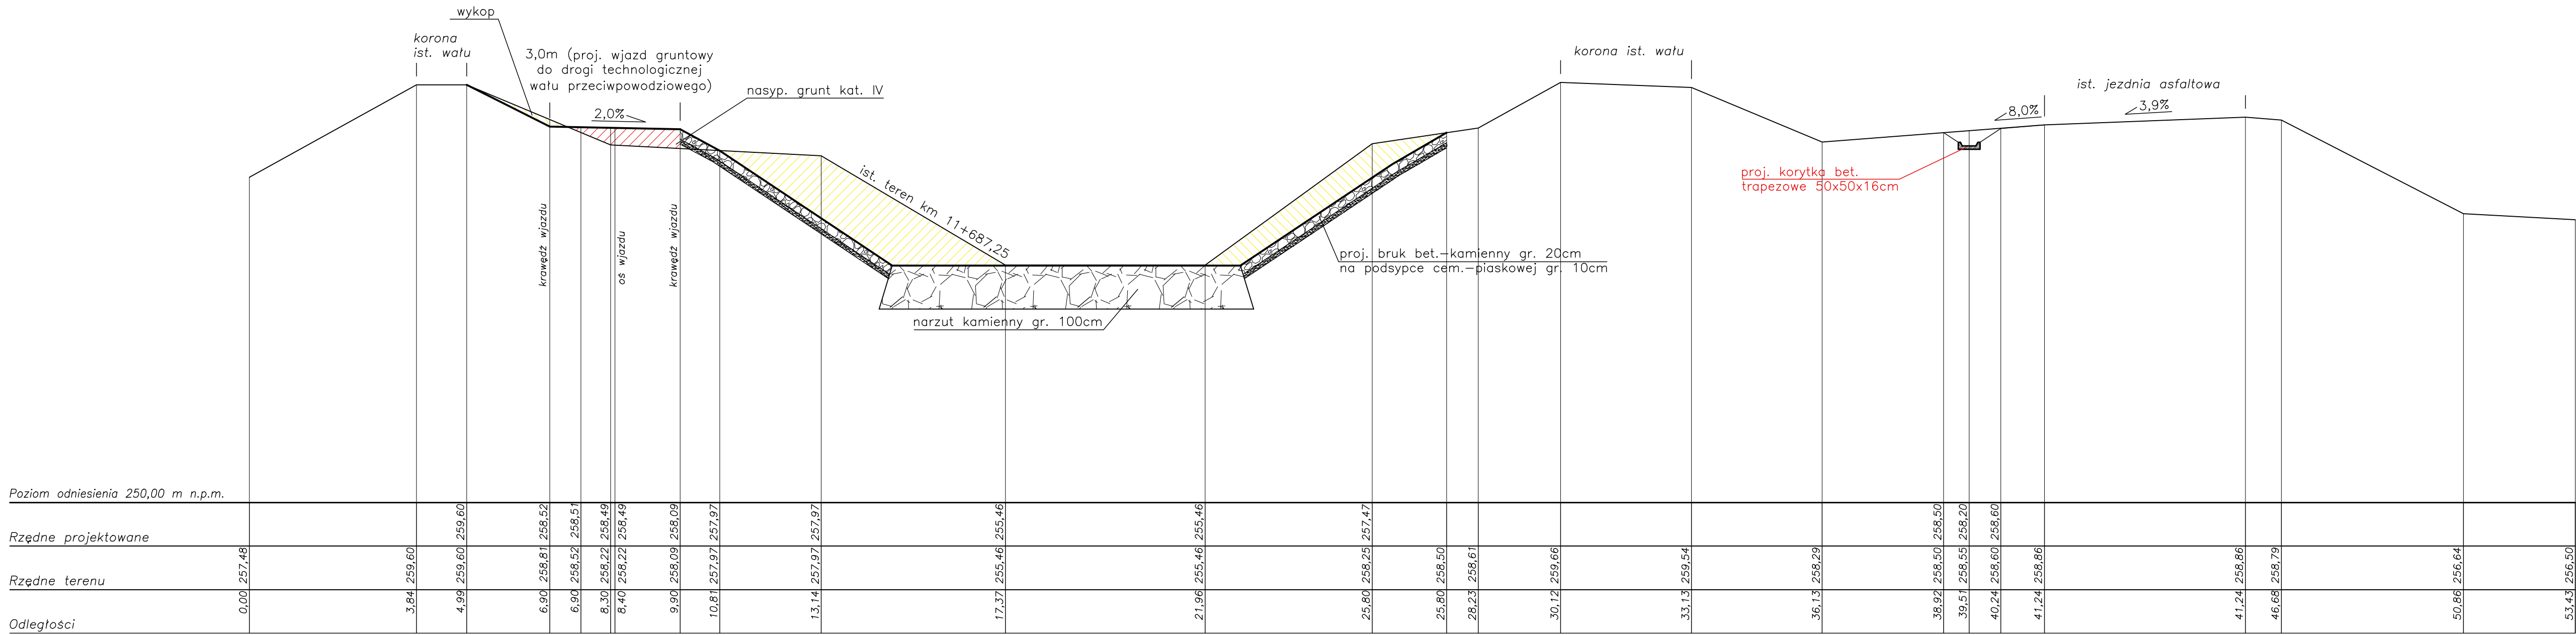 wykop
korona
ist. wału
3,0m (proj. wjazd gruntowy
do drogi technologicznej
wału przeciwpowodziowego)
2,0%
nasyp. grunt kat. IV
korona ist. wału
ist. jezdnia asfaltowa
8,0%
3,9%
ist. teren km 11+687,25
proj. korytka bet.
trapezowe 50x50x16cm
krawędź wjazdu
oś wjazdu
krawędź wjazdu
proj. bruk bet.-kamienny gr. 20cm
na podsypce cem.-piaskowej gr. 10cm
narzut kamienny gr. 100cm
Poziom odniesienia 250,00 m n.p.m.
Rzędne projektowane
259,60 258,52 258,51 258,49 258,49 258,09 257,97 257,97 255,46 255,46 257,47 258,50 258,20 258,60
Rzędne terenu
257,48 259,60 259,60 258,81 258,52 258,22 258,22 258,09 257,97 257,97 255,46 255,46 258,25 258,50 258,61 259,66 259,54 258,29 258,50 258,55 258,60 258,86 258,86 258,79 256,64 256,50
Odległości
0,00 3,84 4,99 6,90 6,90 8,30 8,40 9,90 10,81 13,14 17,37 21,96 25,80 25,80 28,23 30,12 33,13 36,13 38,92 39,51 40,24 41,24 41,24 46,68 50,86 53,43